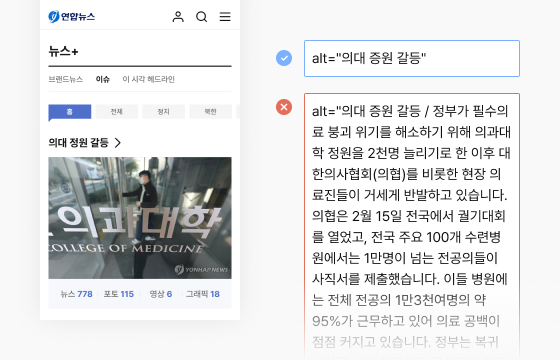 연합뉴스
뉴스+
브랜드뉴스 이슈 이 시각 헤드라인
홈 전체 정치 북한
의대 정원 갈등
의과대학
COLLEGE OF MEDICINE
YONHAP NEWS
뉴스 778 포토 115 영상 6 그래픽 18
alt="의대 증원 갈등"
alt="의대 증원 갈등 / 정부가 필수의
료 붕괴 위기를 해소하기 위해 의과대
학 정원을 2천명 늘리기로 한 이후 대
한의사협회(의협)를 비롯한 현장 의
료진들이 거세게 반발하고 있습니다.
의협은 2월 15일 전국에서 궐기대회
를 열었고, 전국 주요 100개 수련병
원에서는 1만명이 넘는 전공의들이
사직서를 제출했습니다. 이들 병원에
는 전체 전공의 1만3천여명의 약
95%가 근무하고 있어 의료 공백이
점점 커지고 있습니다. 정부는 복귀